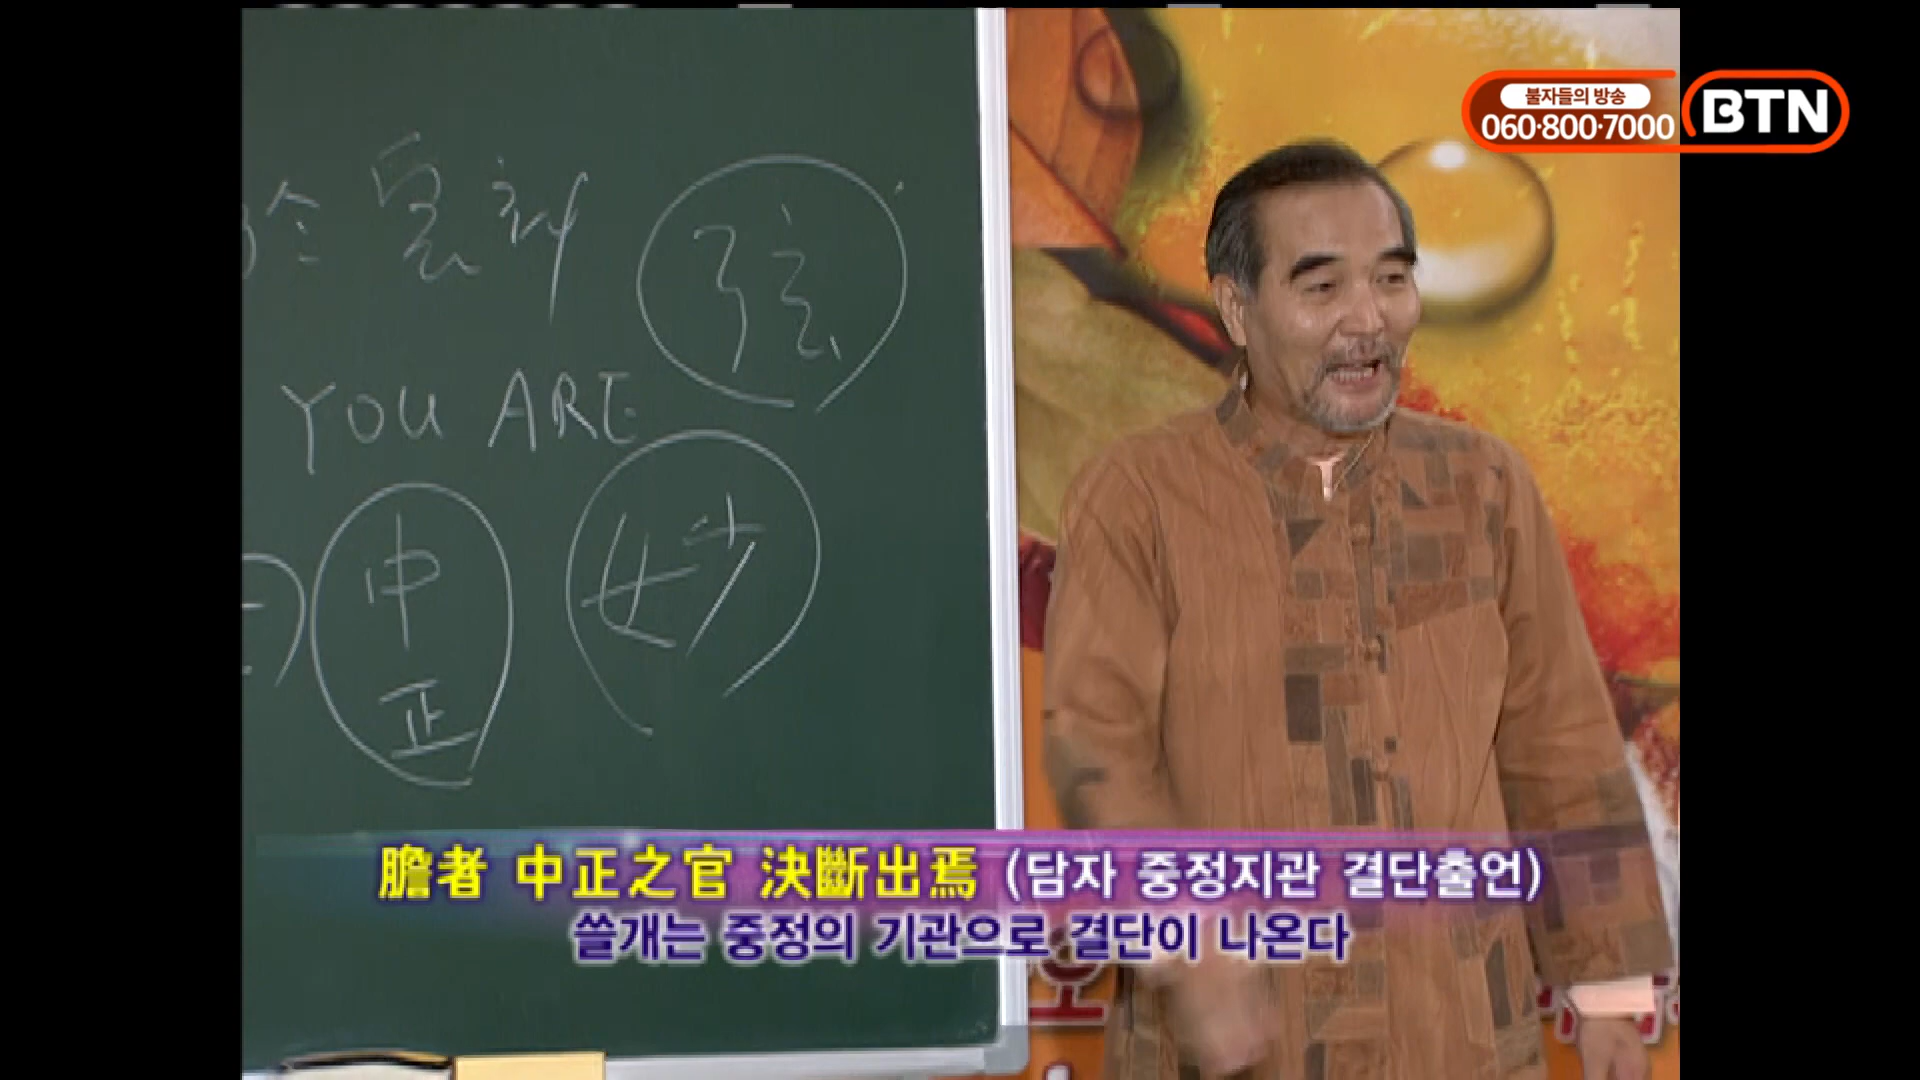 불자들의 방송
060·800·7000
BTN
弦
YOU ARE
中
正
妙
膽者 中正之官 決斷出焉 (담자 중정지관 결단출언)
쓸개는 중정의 기관으로 결단이 나온다